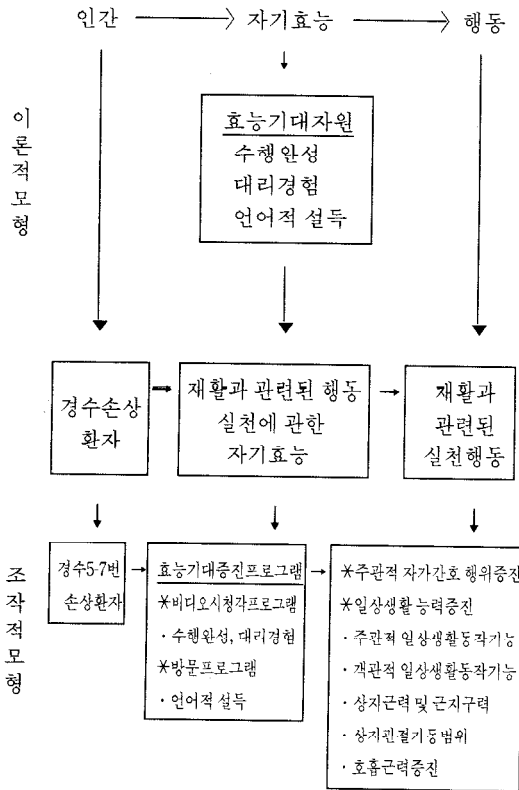 인간 자기효능 행동
이론적모형
효능기대자원
수행완성
대리경험
언어적 설득
경수손상
환자
재활과 관련된 행동
실천에 관한
자기효능
재활과
관련된
실천행동
조작적모형
경수5-7번
손상환자
효능기대증진프로그램
*비디오시청각프로그램
· 수행완성, 대리경험
*방문프로그램
· 언어적 설득
*주관적 자가간호 행위증진
*일상생활 능력증진
· 주관적 일상생활동작기능
· 객관적 일상생활동작기능
· 상지근력 및 근지구력
· 상지관절가동범위
· 호흡근력증진